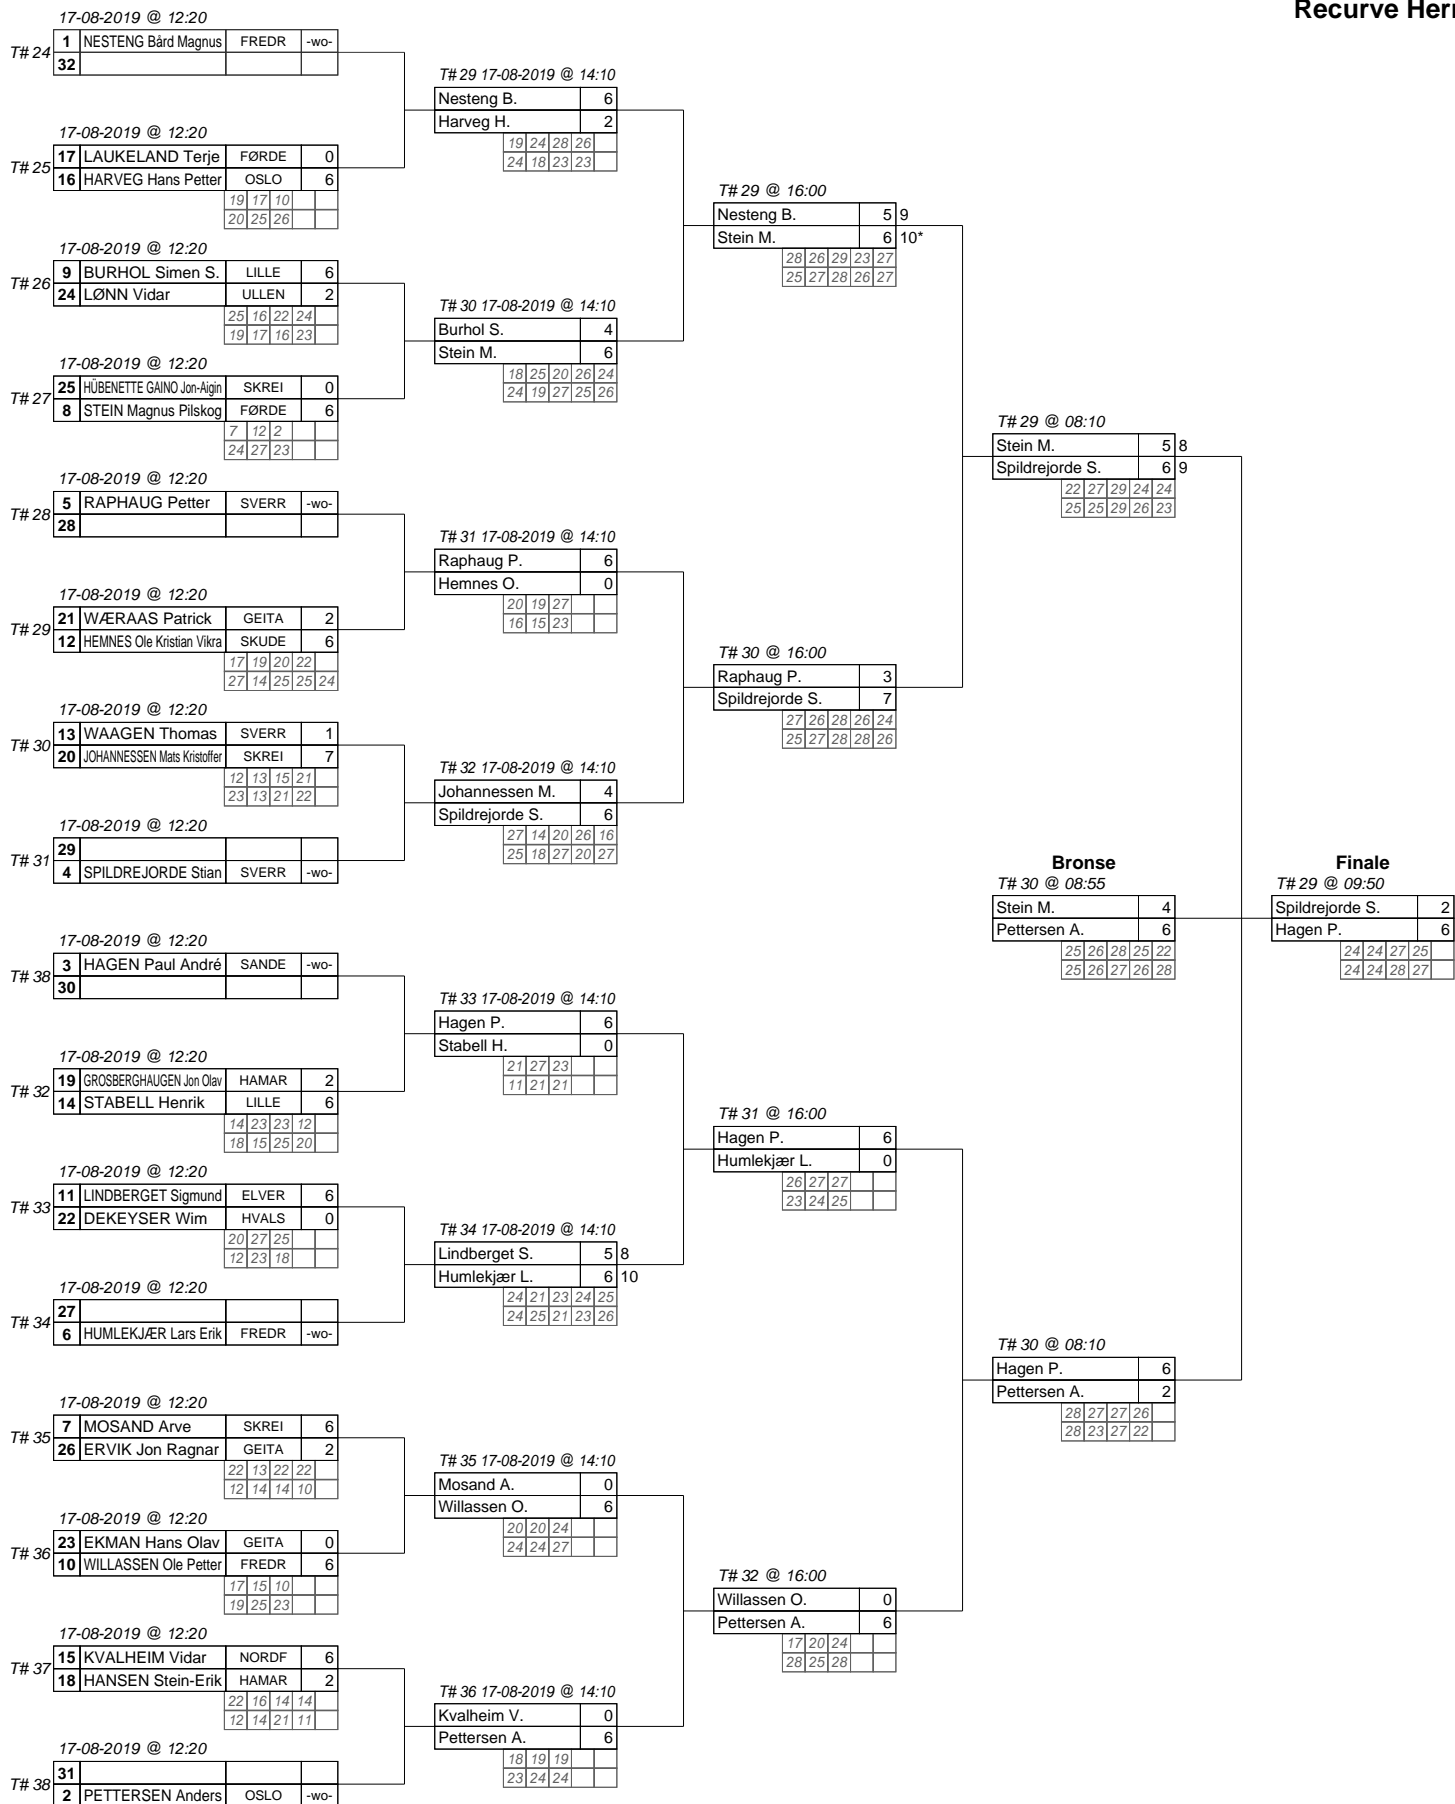 Recurve Herr
17-08-2019 @ 12:20
T# 24
1 NESTENG Bård Magnus FREDR -wo-
32
17-08-2019 @ 12:20
T# 25
17 LAUKELAND Terje FØRDE 0
16 HARVEG Hans Petter OSLO 6
19 17 10
20 25 26
17-08-2019 @ 12:20
T# 26
9 BURHOL Simen S. LILLE 6
24 LØNN Vidar ULLEN 2
25 16 22 24
19 17 16 23
17-08-2019 @ 12:20
T# 27
25 HÜBENETTE GAINO Jon-Aigin SKREI 0
8 STEIN Magnus Pilskog FØRDE 6
7 12 2
24 27 23
17-08-2019 @ 12:20
T# 28
5 RAPHAUG Petter SVERR -wo-
28
17-08-2019 @ 12:20
T# 29
21 WÆRAAS Patrick GEITA 2
12 HEMNES Ole Kristian Vikra SKUDE 6
17 19 20 22
27 14 25 25 24
17-08-2019 @ 12:20
T# 30
13 WAAGEN Thomas SVERR 1
20 JOHANNESSEN Mats Kristoffer SKREI 7
12 13 15 21
23 13 21 22
17-08-2019 @ 12:20
T# 31
29
4 SPILDREJORDE Stian SVERR -wo-
17-08-2019 @ 12:20
T# 38
3 HAGEN Paul André SANDE -wo-
30
17-08-2019 @ 12:20
T# 32
19 GROSBERGHAUGEN Jon Olav HAMAR 2
14 STABELL Henrik LILLE 6
14 23 23 12
18 15 25 20
17-08-2019 @ 12:20
T# 33
11 LINDBERGET Sigmund ELVER 6
22 DEKEYSER Wim HVALS 0
20 27 25
12 23 18
17-08-2019 @ 12:20
T# 34
27
6 HUMLEKJÆR Lars Erik FREDR -wo-
17-08-2019 @ 12:20
T# 35
7 MOSAND Arve SKREI 6
26 ERVIK Jon Ragnar GEITA 2
22 13 22 22
12 14 14 10
17-08-2019 @ 12:20
T# 36
23 EKMAN Hans Olav GEITA 0
10 WILLASSEN Ole Petter FREDR 6
17 15 10
19 25 23
17-08-2019 @ 12:20
T# 37
15 KVALHEIM Vidar NORDF 6
18 HANSEN Stein-Erik HAMAR 2
22 16 14 14
12 14 21 11
17-08-2019 @ 12:20
T# 38
31
2 PETTERSEN Anders OSLO -wo-
T# 29 17-08-2019 @ 14:10
Nesteng B. 6
Harveg H. 2
19 24 28 26
24 18 23 23
T# 30 17-08-2019 @ 14:10
Burhol S. 4
Stein M. 6
18 25 20 26 24
24 19 27 25 26
T# 31 17-08-2019 @ 14:10
Raphaug P. 6
Hemnes O. 0
20 19 27
16 15 23
T# 32 17-08-2019 @ 14:10
Johannessen M. 4
Spildrejorde S. 6
27 14 20 26 16
25 18 27 20 27
T# 33 17-08-2019 @ 14:10
Hagen P. 6
Stabell H. 0
21 27 23
11 21 21
T# 34 17-08-2019 @ 14:10
Lindberget S. 5 8
Humlekjær L. 6 10
24 21 23 24 25
24 25 21 23 26
T# 35 17-08-2019 @ 14:10
Mosand A. 0
Willassen O. 6
20 20 24
24 24 27
T# 36 17-08-2019 @ 14:10
Kvalheim V. 0
Pettersen A. 6
18 19 19
23 24 24
T# 29 @ 16:00
Nesteng B. 5 9
Stein M. 6 10*
28 26 29 23 27
25 27 28 26 27
T# 30 @ 16:00
Raphaug P. 3
Spildrejorde S. 7
27 26 28 26 24
25 27 28 28 26
T# 31 @ 16:00
Hagen P. 6
Humlekjær L. 0
26 27 27
23 24 25
T# 32 @ 16:00
Willassen O. 0
Pettersen A. 6
17 20 24
28 25 28
T# 29 @ 08:10
Stein M. 5 8
Spildrejorde S. 6 9
22 27 29 24 24
25 25 29 26 23
Bronse
T# 30 @ 08:55
Stein M. 4
Pettersen A. 6
25 26 28 25 22
25 26 27 26 28
T# 30 @ 08:10
Hagen P. 6
Pettersen A. 2
28 27 27 26
28 23 27 22
Finale
T# 29 @ 09:50
Spildrejorde S. 2
Hagen P. 6
24 24 27 25
24 24 28 27